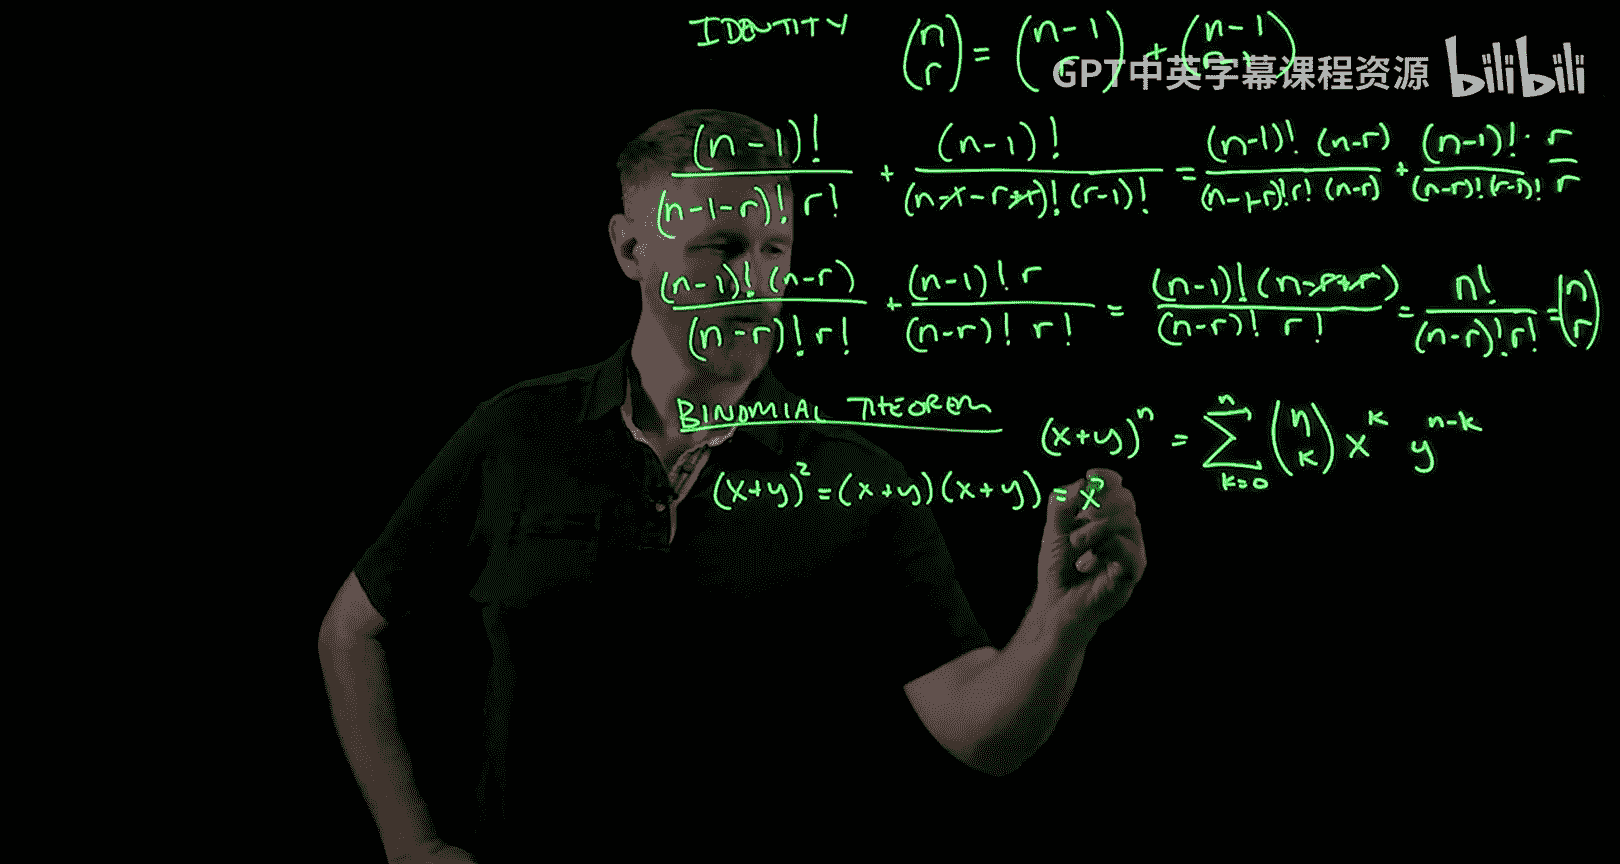 IDENTITY (n r) = (n-1 r) + (n-1 r-1)
GPT中英字幕课程资源 bilibili
(n-1)! / (n-1-r)! r! + (n-1)! / (n-1-r+1)! (r-1)! = (n-1)! (n-r) / (n-1-r)! r! (n-r) + (n-1)! · r / (n-r)! (r-1)! r
(n-1)! (n-r) / (n-r)! r! + (n-1)! r / (n-r)! r! = (n-1)! (n-r+r) / (n-r)! r! = n! / (n-r)! r! = (n r)
BINOMIAL THEOREM (x+y)^n = ∑_{k=0}^{n} (n k) x^k y^{n-k}
(x+y)^2 = (x+y)(x+y) = x^2